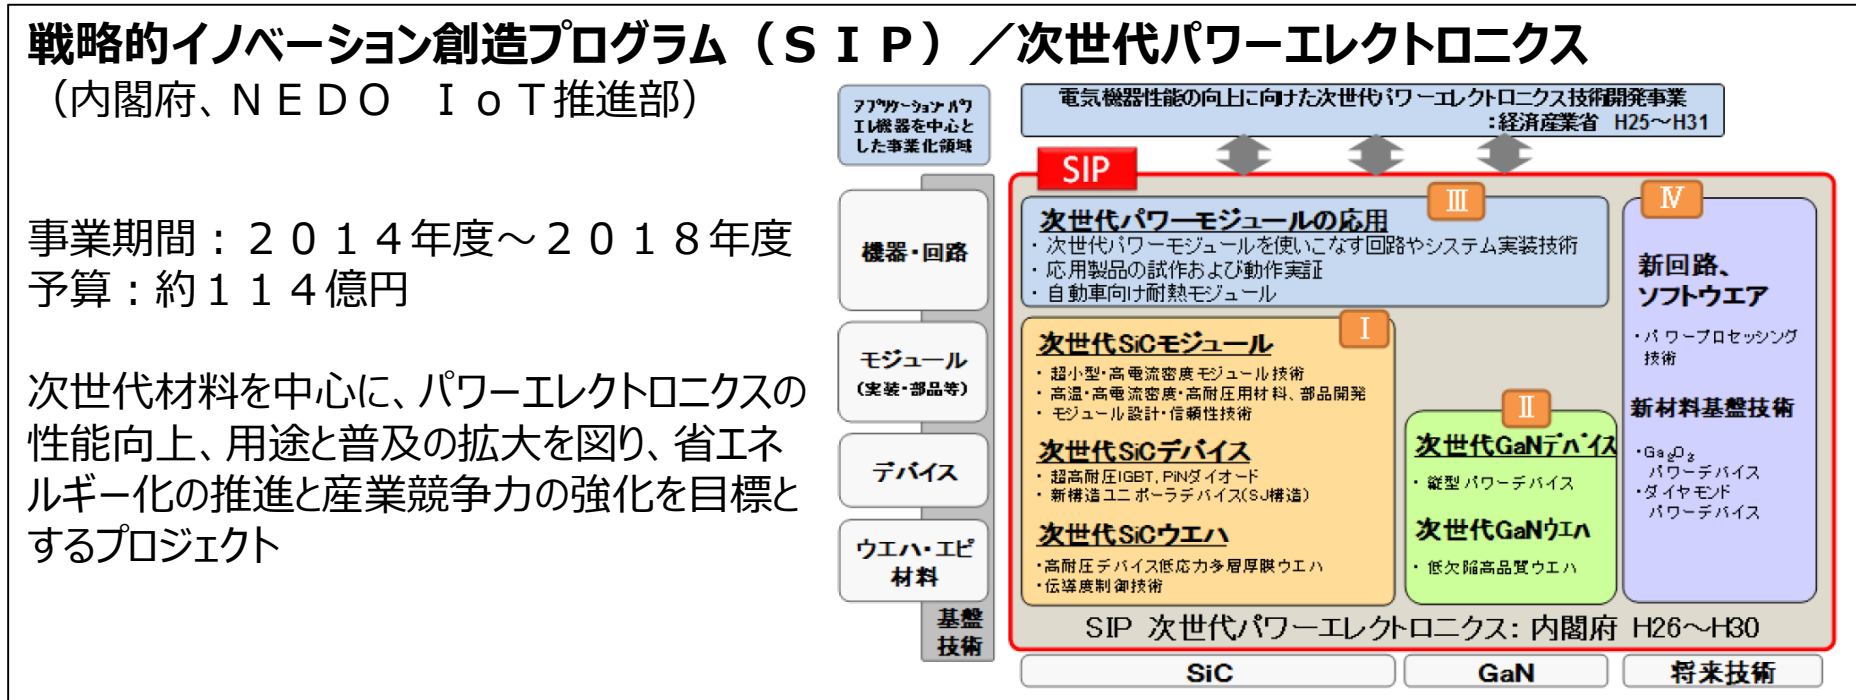 戦略的イノベーション創造プログラム（ＳＩＰ）／次世代パワーエレクトロニクス
（内閣府、ＮＥＤＯ　ＩｏＴ推進部）
事業期間：２０１４年度～２０１８年度
予算：約１１４億円
次世代材料を中心に、パワーエレクトロニクスの
性能向上、用途と普及の拡大を図り、省エネ
ルギー化の推進と産業競争力の強化を目標と
するプロジェクト
アプリケーション・パワ
エレ機器を中心と
した事業化領域
電気機器性能の向上に向けた次世代パワーエレクトロニクス技術開発事業
：経済産業省 H25～H31
SIP
機器・回路
モジュール
(実装・部品等)
デバイス
ウエハ・エピ
材料
基盤
技術
Ⅲ
次世代パワーモジュールの応用
・次世代パワーモジュールを使いこなす回路やシステム実装技術
・応用製品の試作および動作実証
・自動車向け耐熱モジュール
Ⅰ
次世代SiCモジュール
・超小型・高電流密度モジュール技術
・高温・高電流密度・高耐圧用材料、部品開発
・モジュール設計・信頼性技術
次世代SiCデバイス
・超高耐圧IGBT, PiNダイオード
・新構造ユニポーラデバイス(SJ構造)
次世代SiCウエハ
・高耐圧デバイス低応力多層厚膜ウエハ
・伝導度制御技術
Ⅱ
次世代GaNデバイス
・縦型パワーデバイス
次世代GaNウエハ
・低欠陥高品質ウエハ
Ⅳ
新回路、
ソフトウエア
・パワープロセッシング
技術
新材料基盤技術
・Ga₂O₃
パワーデバイス
・ダイヤモンド
パワーデバイス
SIP 次世代パワーエレクトロニクス: 内閣府 H26～H30
SiC
GaN
将来技術